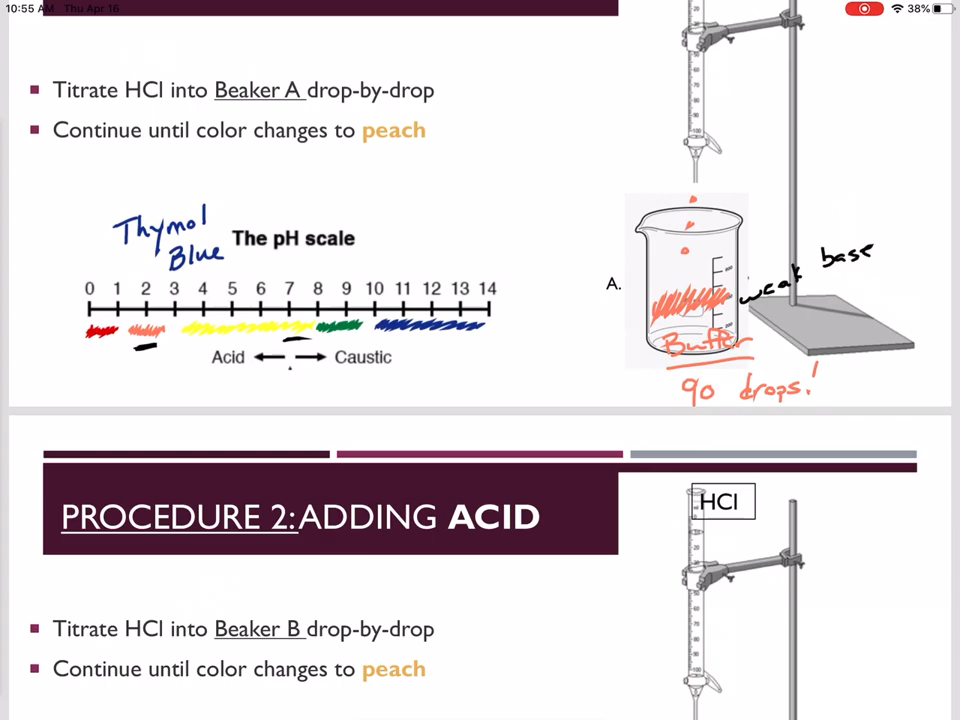 10:55 AM Thu Apr 16
38%
Titrate HCl into Beaker A drop-by-drop
Continue until color changes to peach
Thymol
Blue
The pH scale
0 1 2 3 4 5 6 7 8 9 10 11 12 13 14
Acid Caustic
A.
weak base
Buffer
90 drops!
PROCEDURE 2: ADDING ACID
HCl
Titrate HCl into Beaker B drop-by-drop
Continue until color changes to peach